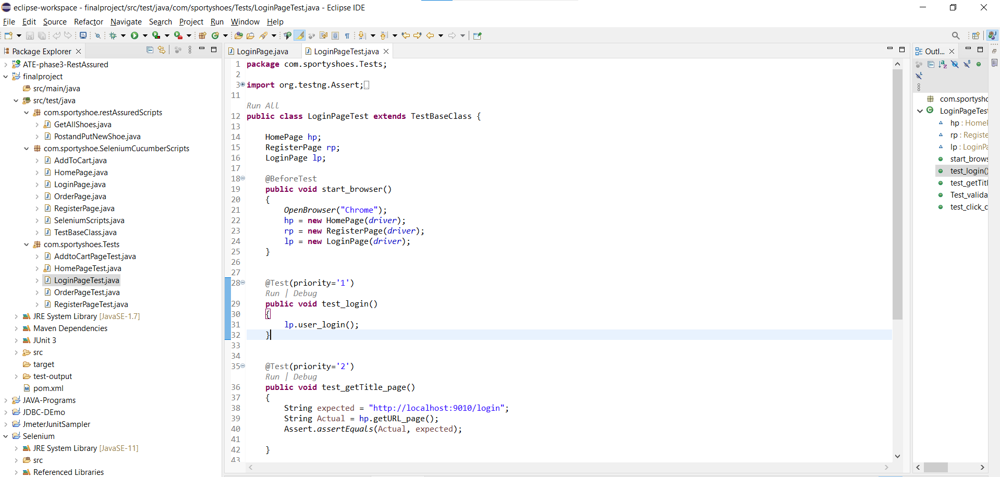 eclipse-workspace - finalproject/src/test/java/com/sportyshoes/Tests/LoginPageTest.java - Eclipse IDE
File Edit Source Refactor Navigate Search Project Run Window Help
Package Explorer
ATE-phase3-RestAssured
finalproject
src/main/java
src/test/java
com.sportyshoe.restAssuredScripts
GetAllShoes.java
PostandPutNewShoe.java
com.sportyshoe.SeleniumCucumberScripts
AddToCart.java
HomePage.java
LoginPage.java
OrderPage.java
RegisterPage.java
SeleniumScripts.java
TestBaseClass.java
com.sportyshoes.Tests
AddtoCartPageTest.java
HomePageTest.java
LoginPageTest.java
OrderPageTest.java
RegisterPageTest.java
JRE System Library [JavaSE-1.7]
Maven Dependencies
JUnit 3
src
target
test-output
pom.xml
JAVA-Programs
JDBC-DEmo
JmeterJunitSampler
Selenium
JRE System Library [JavaSE-11]
src
Referenced Libraries
LoginPage.java LoginPageTest.java
1 package com.sportyshoes.Tests;
2
3 import org.testng.Assert;
11
Run All
12 public class LoginPageTest extends TestBaseClass {
13
14 HomePage hp;
15 RegisterPage rp;
16 LoginPage lp;
17
18 @BeforeTest
19 public void start_browser()
20 {
21 OpenBrowser("Chrome");
22 hp = new HomePage(driver);
23 rp = new RegisterPage(driver);
24 lp = new LoginPage(driver);
25 }
26
27
28 @Test(priority='1')
Run | Debug
29 public void test_login()
30 {
31 lp.user_login();
32 }
33
34
35 @Test(priority='2')
Run | Debug
36 public void test_getTitle_page()
37 {
38 String expected = "http://localhost:9010/login";
39 String Actual = hp.getURL_page();
40 Assert.assertEquals(Actual, expected);
41
42 }
43
Outl...
com.sportysho
LoginPageTest
hp : HomeP
rp : Registe
lp : LoginPa
start_brows
test_login()
test_getTitl
Test_valida
test_click_c